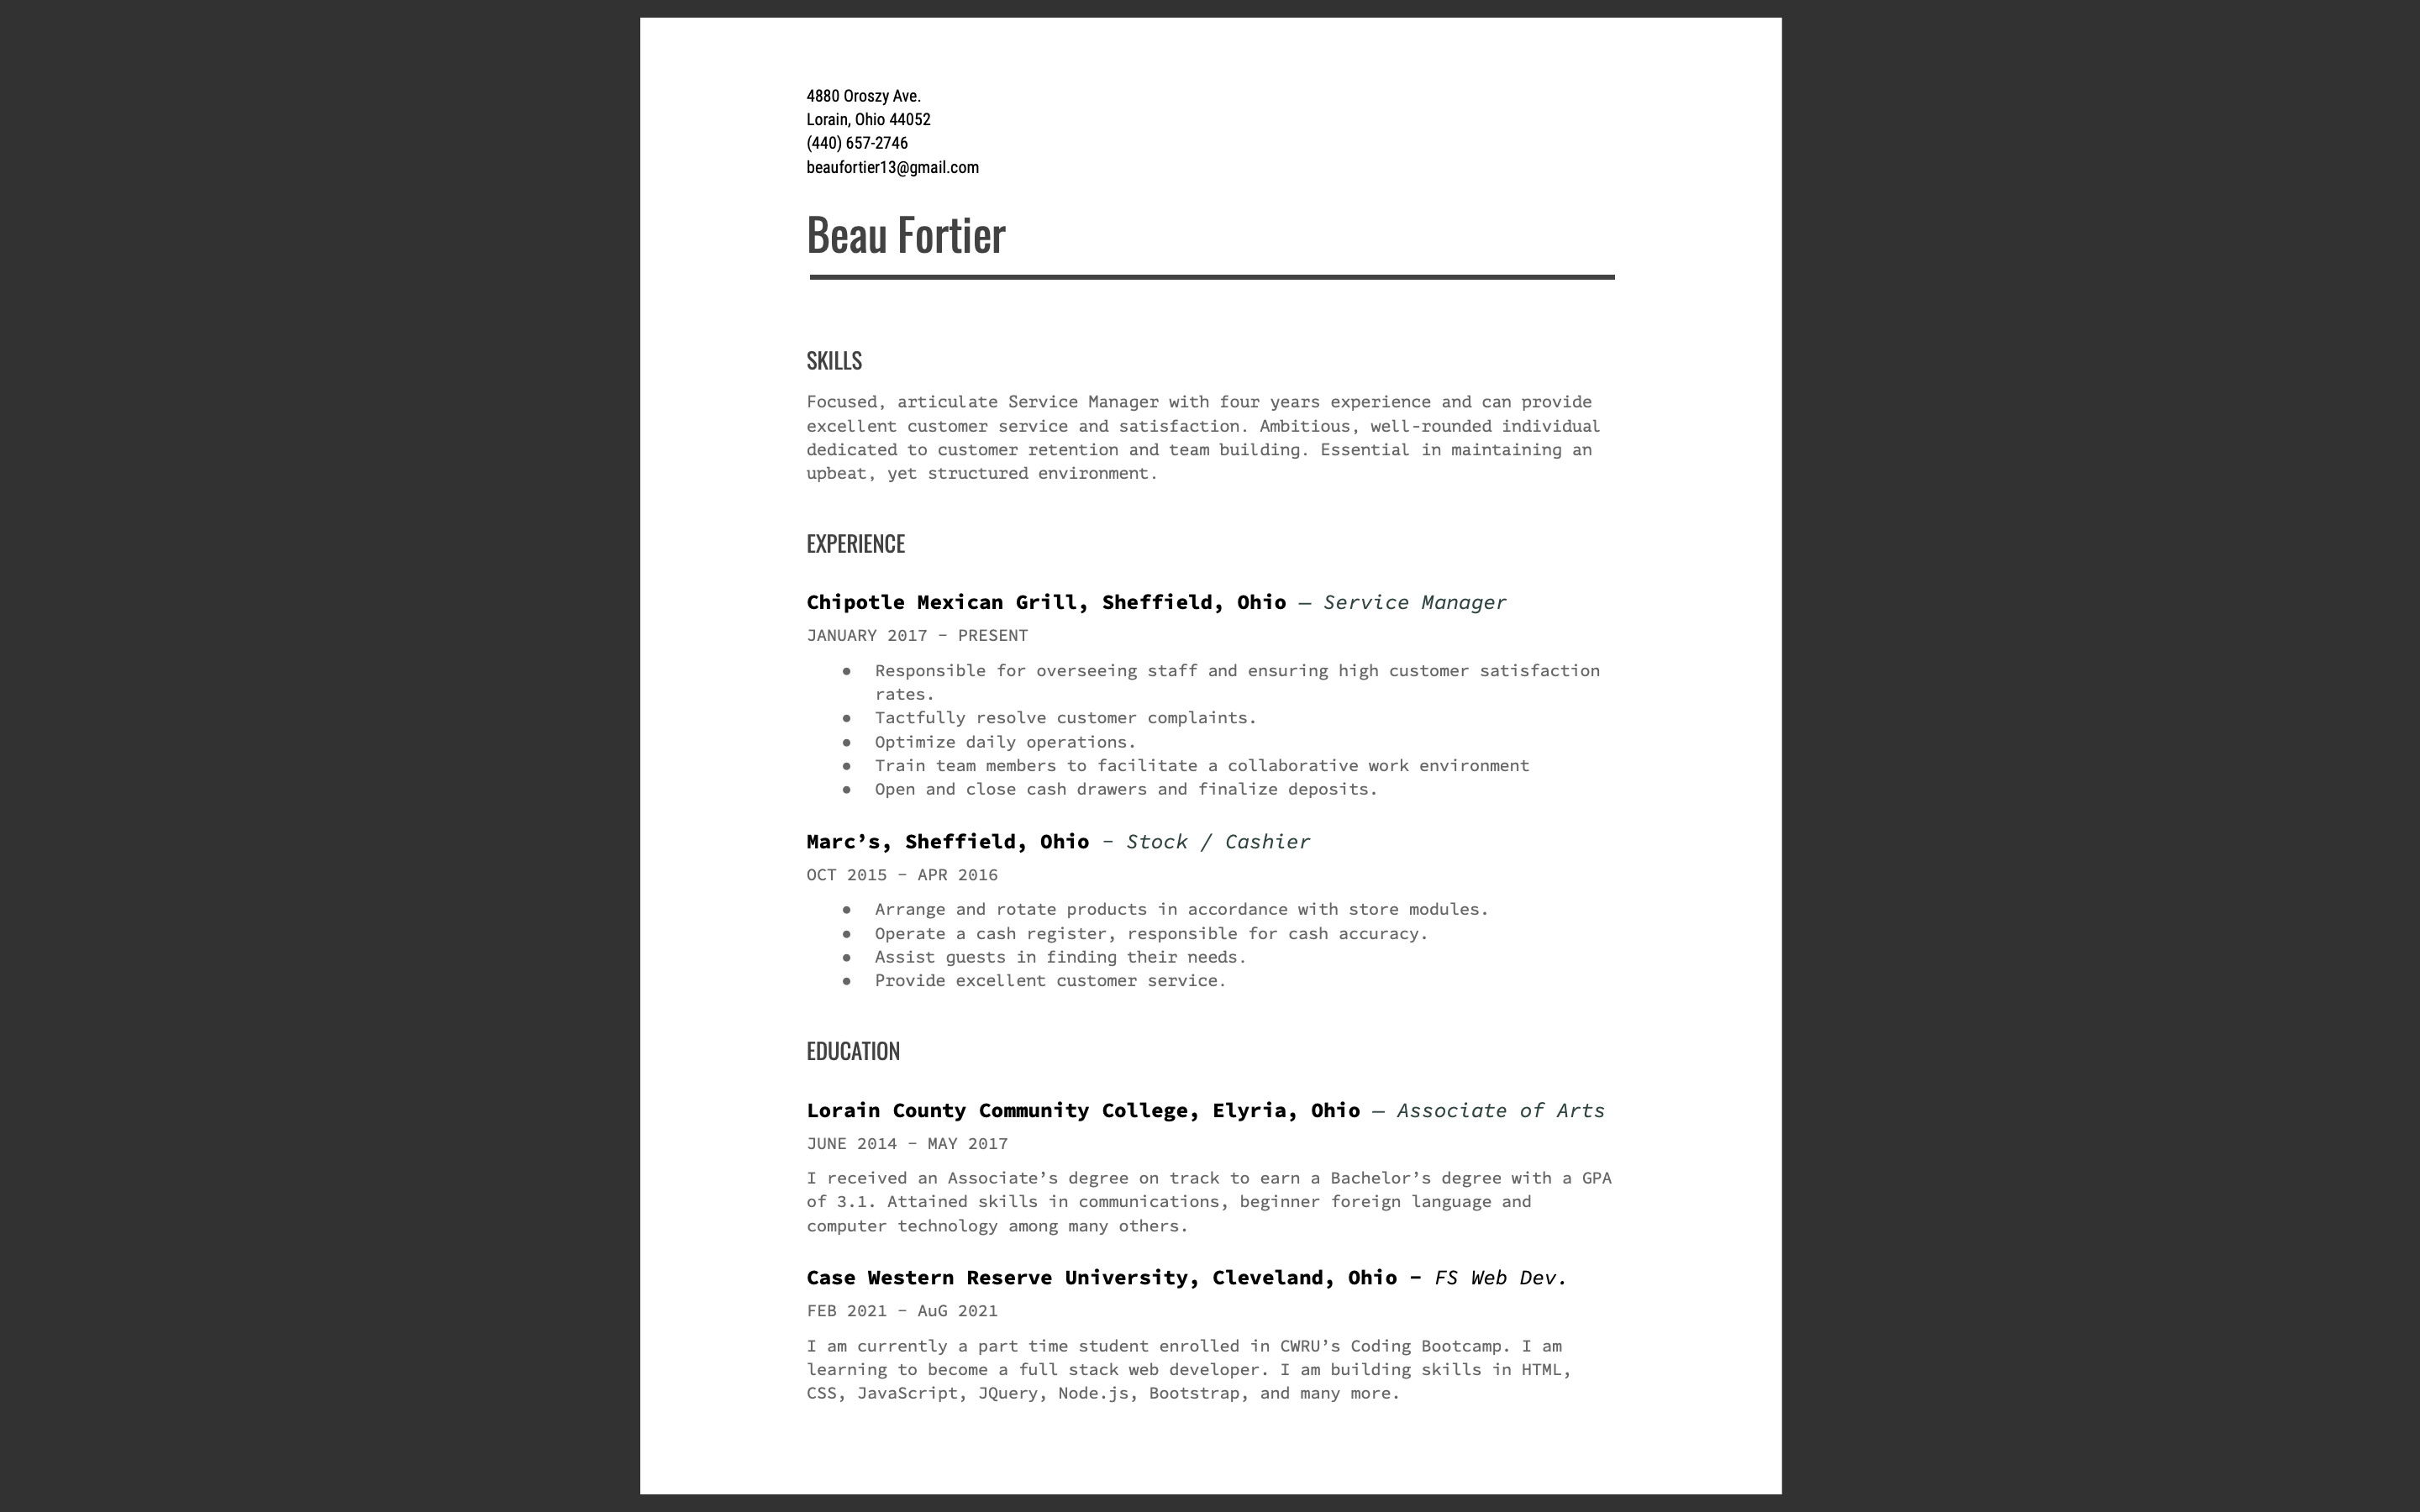 4880 Oroszy Ave.
Lorain, Ohio 44052
(440) 657-2746
beaufortier13@gmail.com
Beau Fortier
SKILLS
Focused, articulate Service Manager with four years experience and can provide
excellent customer service and satisfaction. Ambitious, well-rounded individual
dedicated to customer retention and team building. Essential in maintaining an
upbeat, yet structured environment.
EXPERIENCE
Chipotle Mexican Grill, Sheffield, Ohio — Service Manager
JANUARY 2017 - PRESENT
● Responsible for overseeing staff and ensuring high customer satisfaction
rates.
● Tactfully resolve customer complaints.
● Optimize daily operations.
● Train team members to facilitate a collaborative work environment
● Open and close cash drawers and finalize deposits.
Marc’s, Sheffield, Ohio - Stock / Cashier
OCT 2015 - APR 2016
● Arrange and rotate products in accordance with store modules.
● Operate a cash register, responsible for cash accuracy.
● Assist guests in finding their needs.
● Provide excellent customer service.
EDUCATION
Lorain County Community College, Elyria, Ohio — Associate of Arts
JUNE 2014 - MAY 2017
I received an Associate’s degree on track to earn a Bachelor’s degree with a GPA
of 3.1. Attained skills in communications, beginner foreign language and
computer technology among many others.
Case Western Reserve University, Cleveland, Ohio - FS Web Dev.
FEB 2021 - AuG 2021
I am currently a part time student enrolled in CWRU’s Coding Bootcamp. I am
learning to become a full stack web developer. I am building skills in HTML,
CSS, JavaScript, JQuery, Node.js, Bootstrap, and many more.